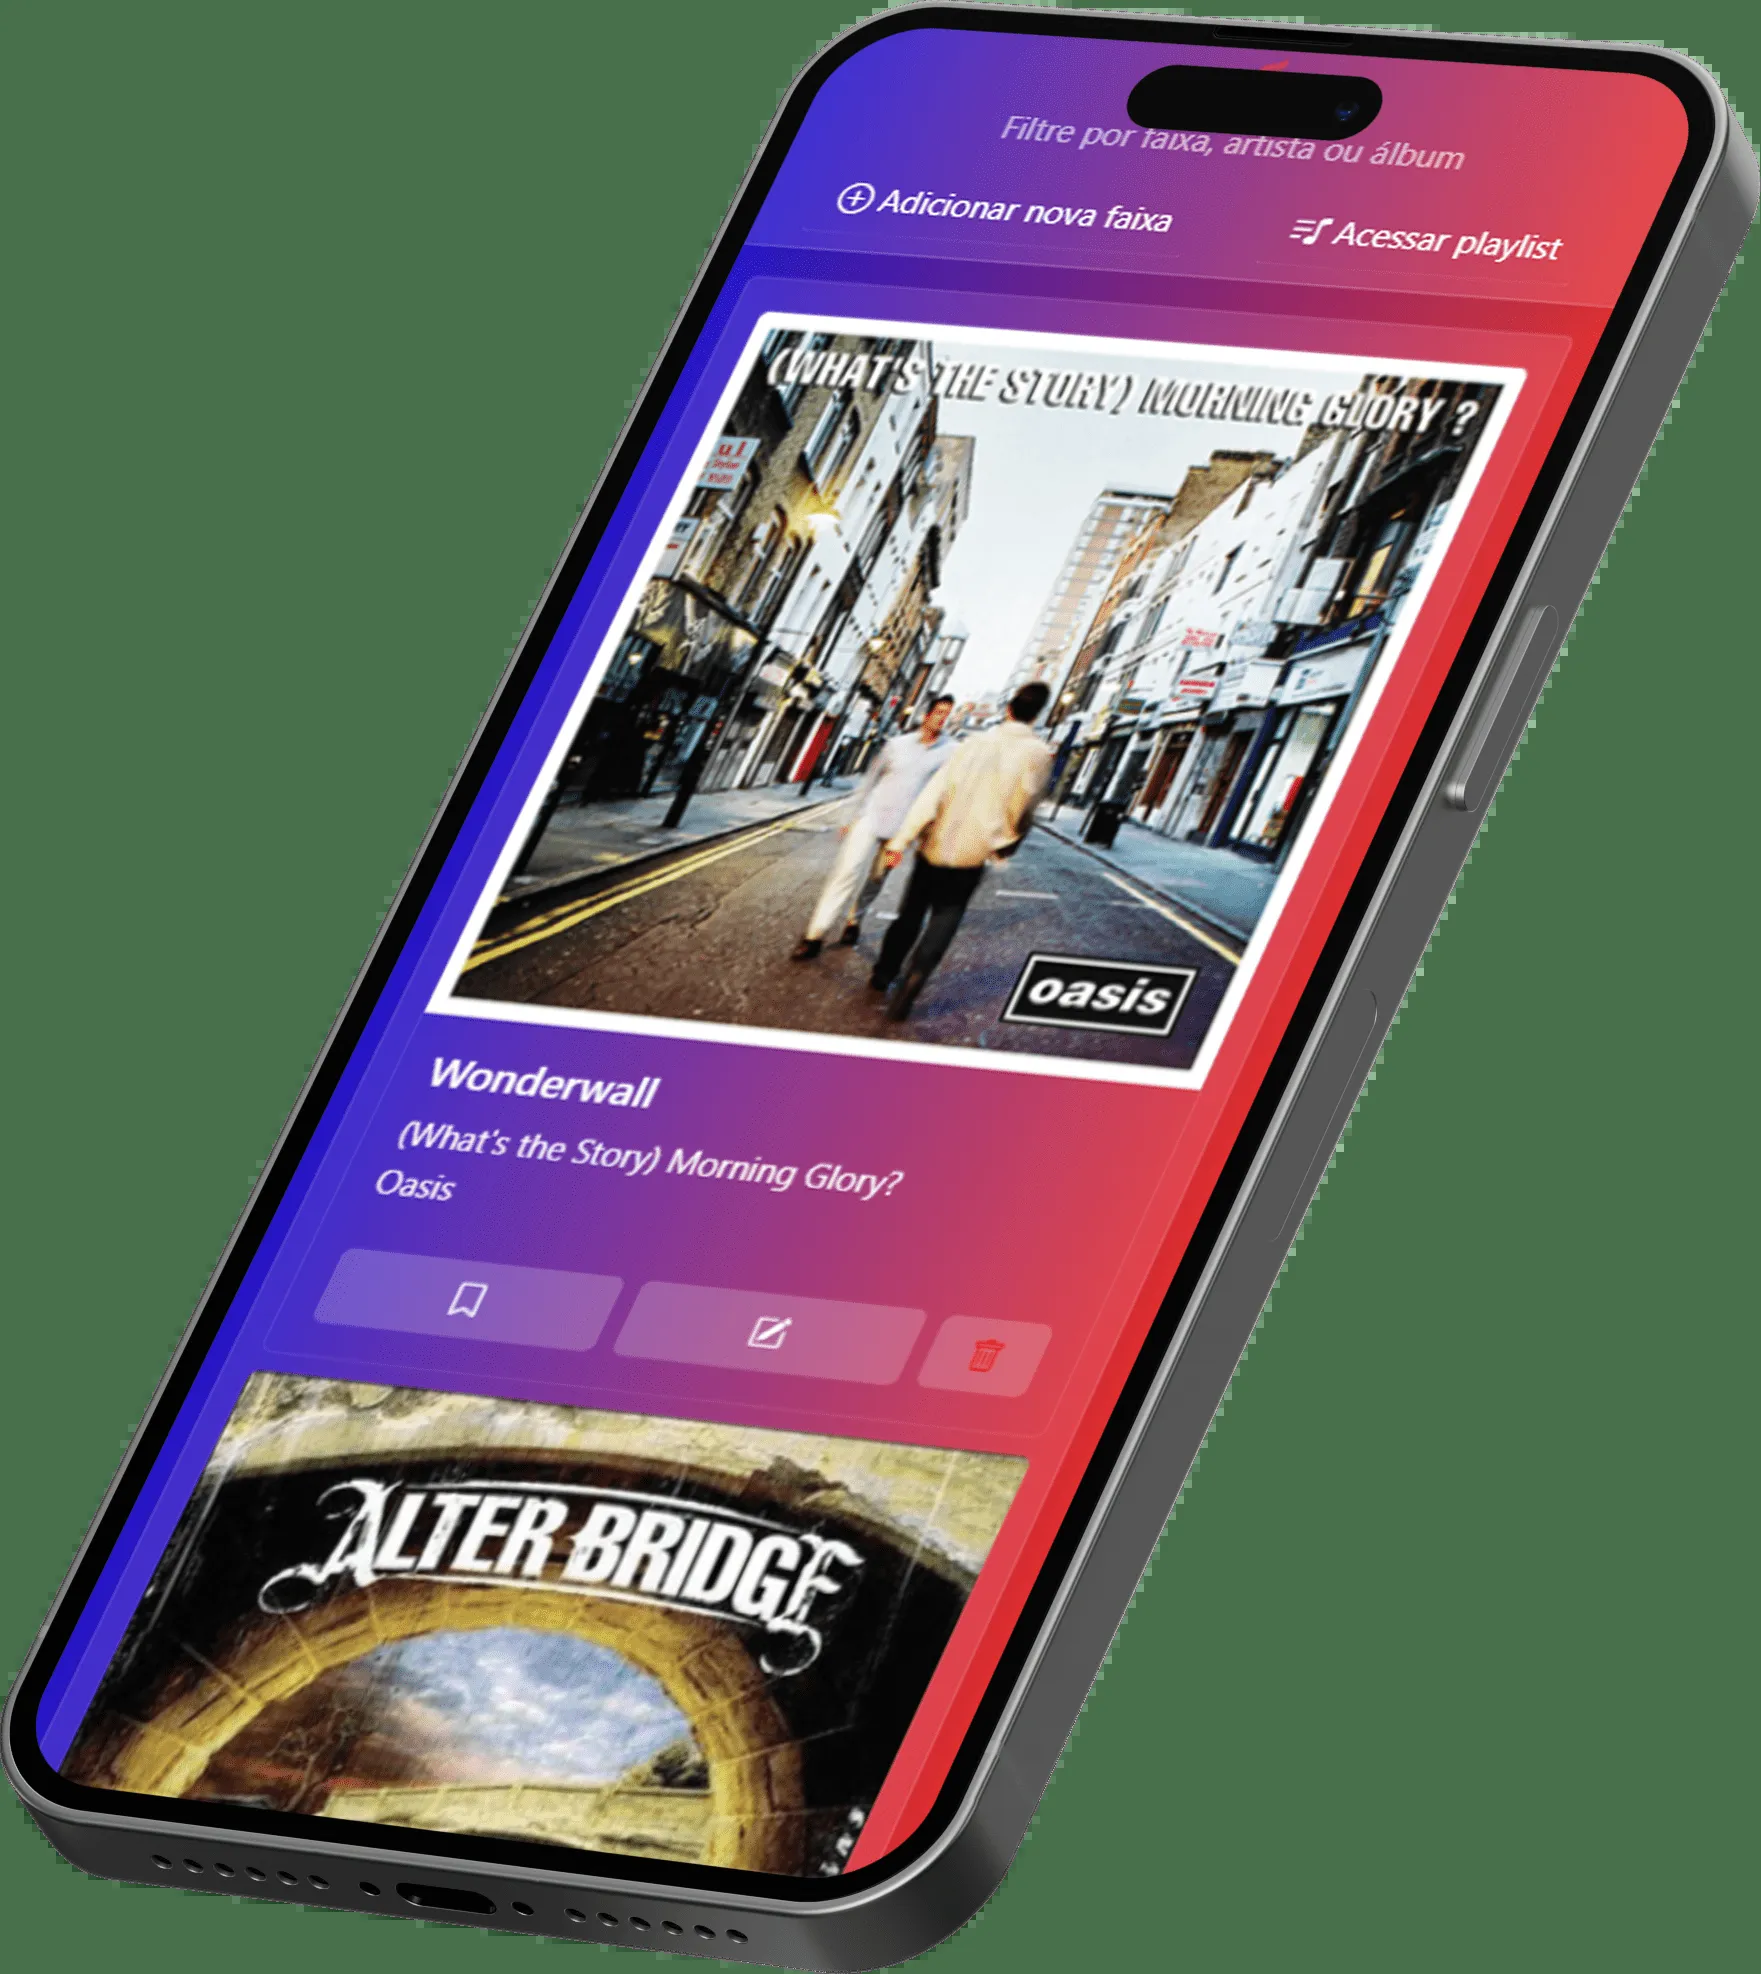 Filtre por faixa, artista ou álbum
Adicionar nova faixa
Acessar playlist
(WHAT'S THE STORY) MORNING GLORY ?
oasis
Wonderwall
(What's the Story) Morning Glory?
Oasis
ALTER BRIDGE